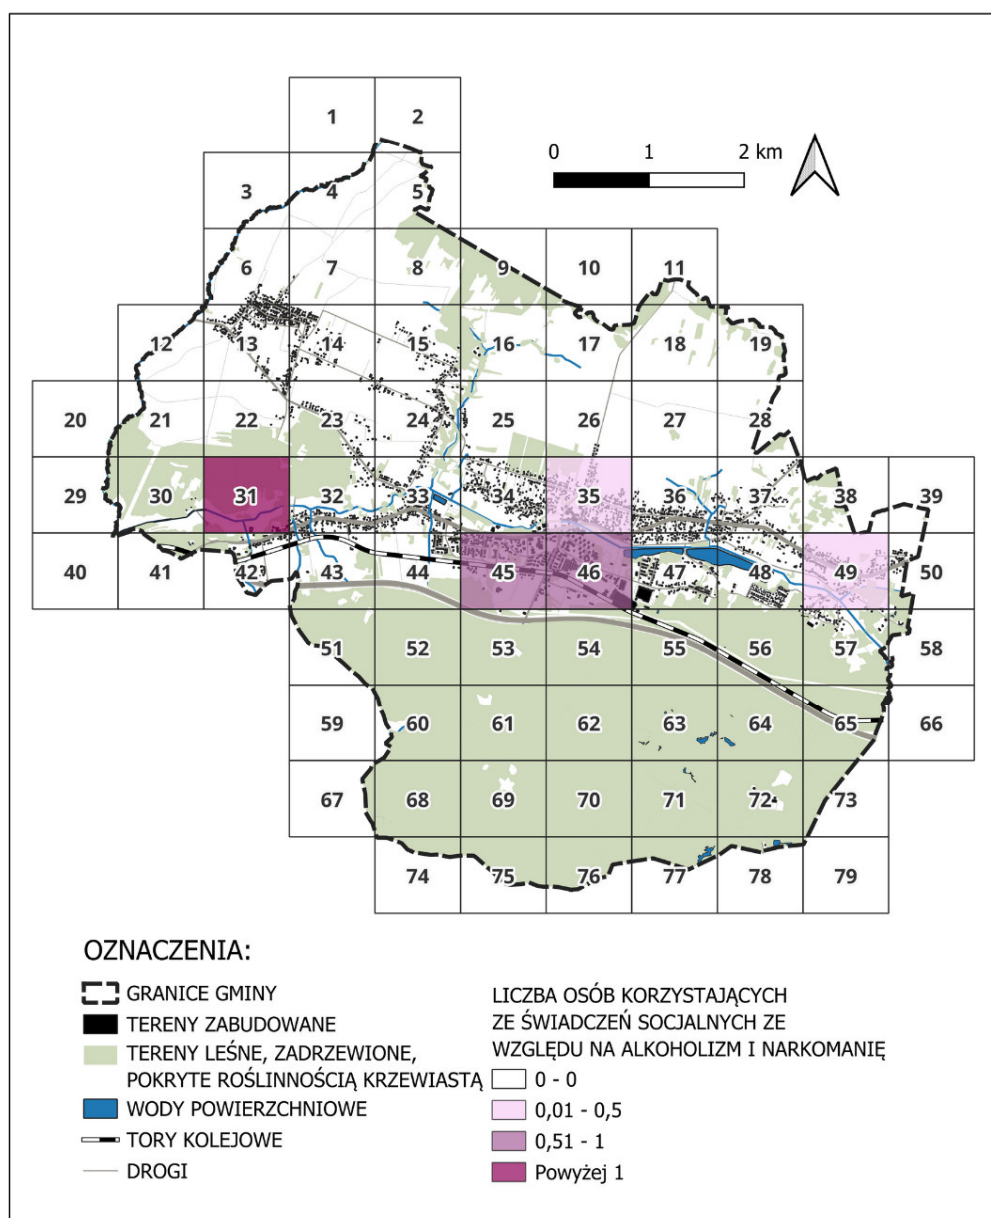 1 2
0 1 2 km
3 4 5
6 7 8 9 10 11
12 13 14 15 16 17 18 19
20 21 22 23 24 25 26 27 28
29 30 31 32 33 34 35 36 37 38 39
40 41 42 43 44 45 46 47 48 49 50
51 52 53 54 55 56 57 58
59 60 61 62 63 64 65 66
67 68 69 70 71 72 73
74 75 76 77 78 79
OZNACZENIA:
GRANICE GMINY
TERENY ZABUDOWANE
TERENY LEŚNE, ZADRZEWIONE,
POKRYTE ROŚLINNOŚCIĄ KRZEWIASTĄ
WODY POWIERZCHNIOWE
TORY KOLEJOWE
DROGI
LICZBA OSÓB KORZYSTAJĄCYCH
ZE ŚWIADCZEŃ SOCJALNYCH ZE
WZGLĘDU NA ALKOHOLIZM I NARKOMANIĘ
0 - 0
0,01 - 0,5
0,51 - 1
Powyżej 1